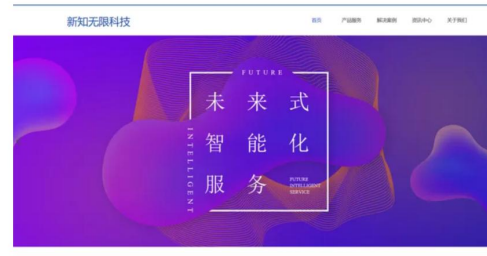 新知无限科技
首页 产品服务 解决案例 资讯中心 关于我们
FUTURE
未来式
智能化
服务
FUTURE
INTELLIGENT
SERVICE
INTELLIGENT